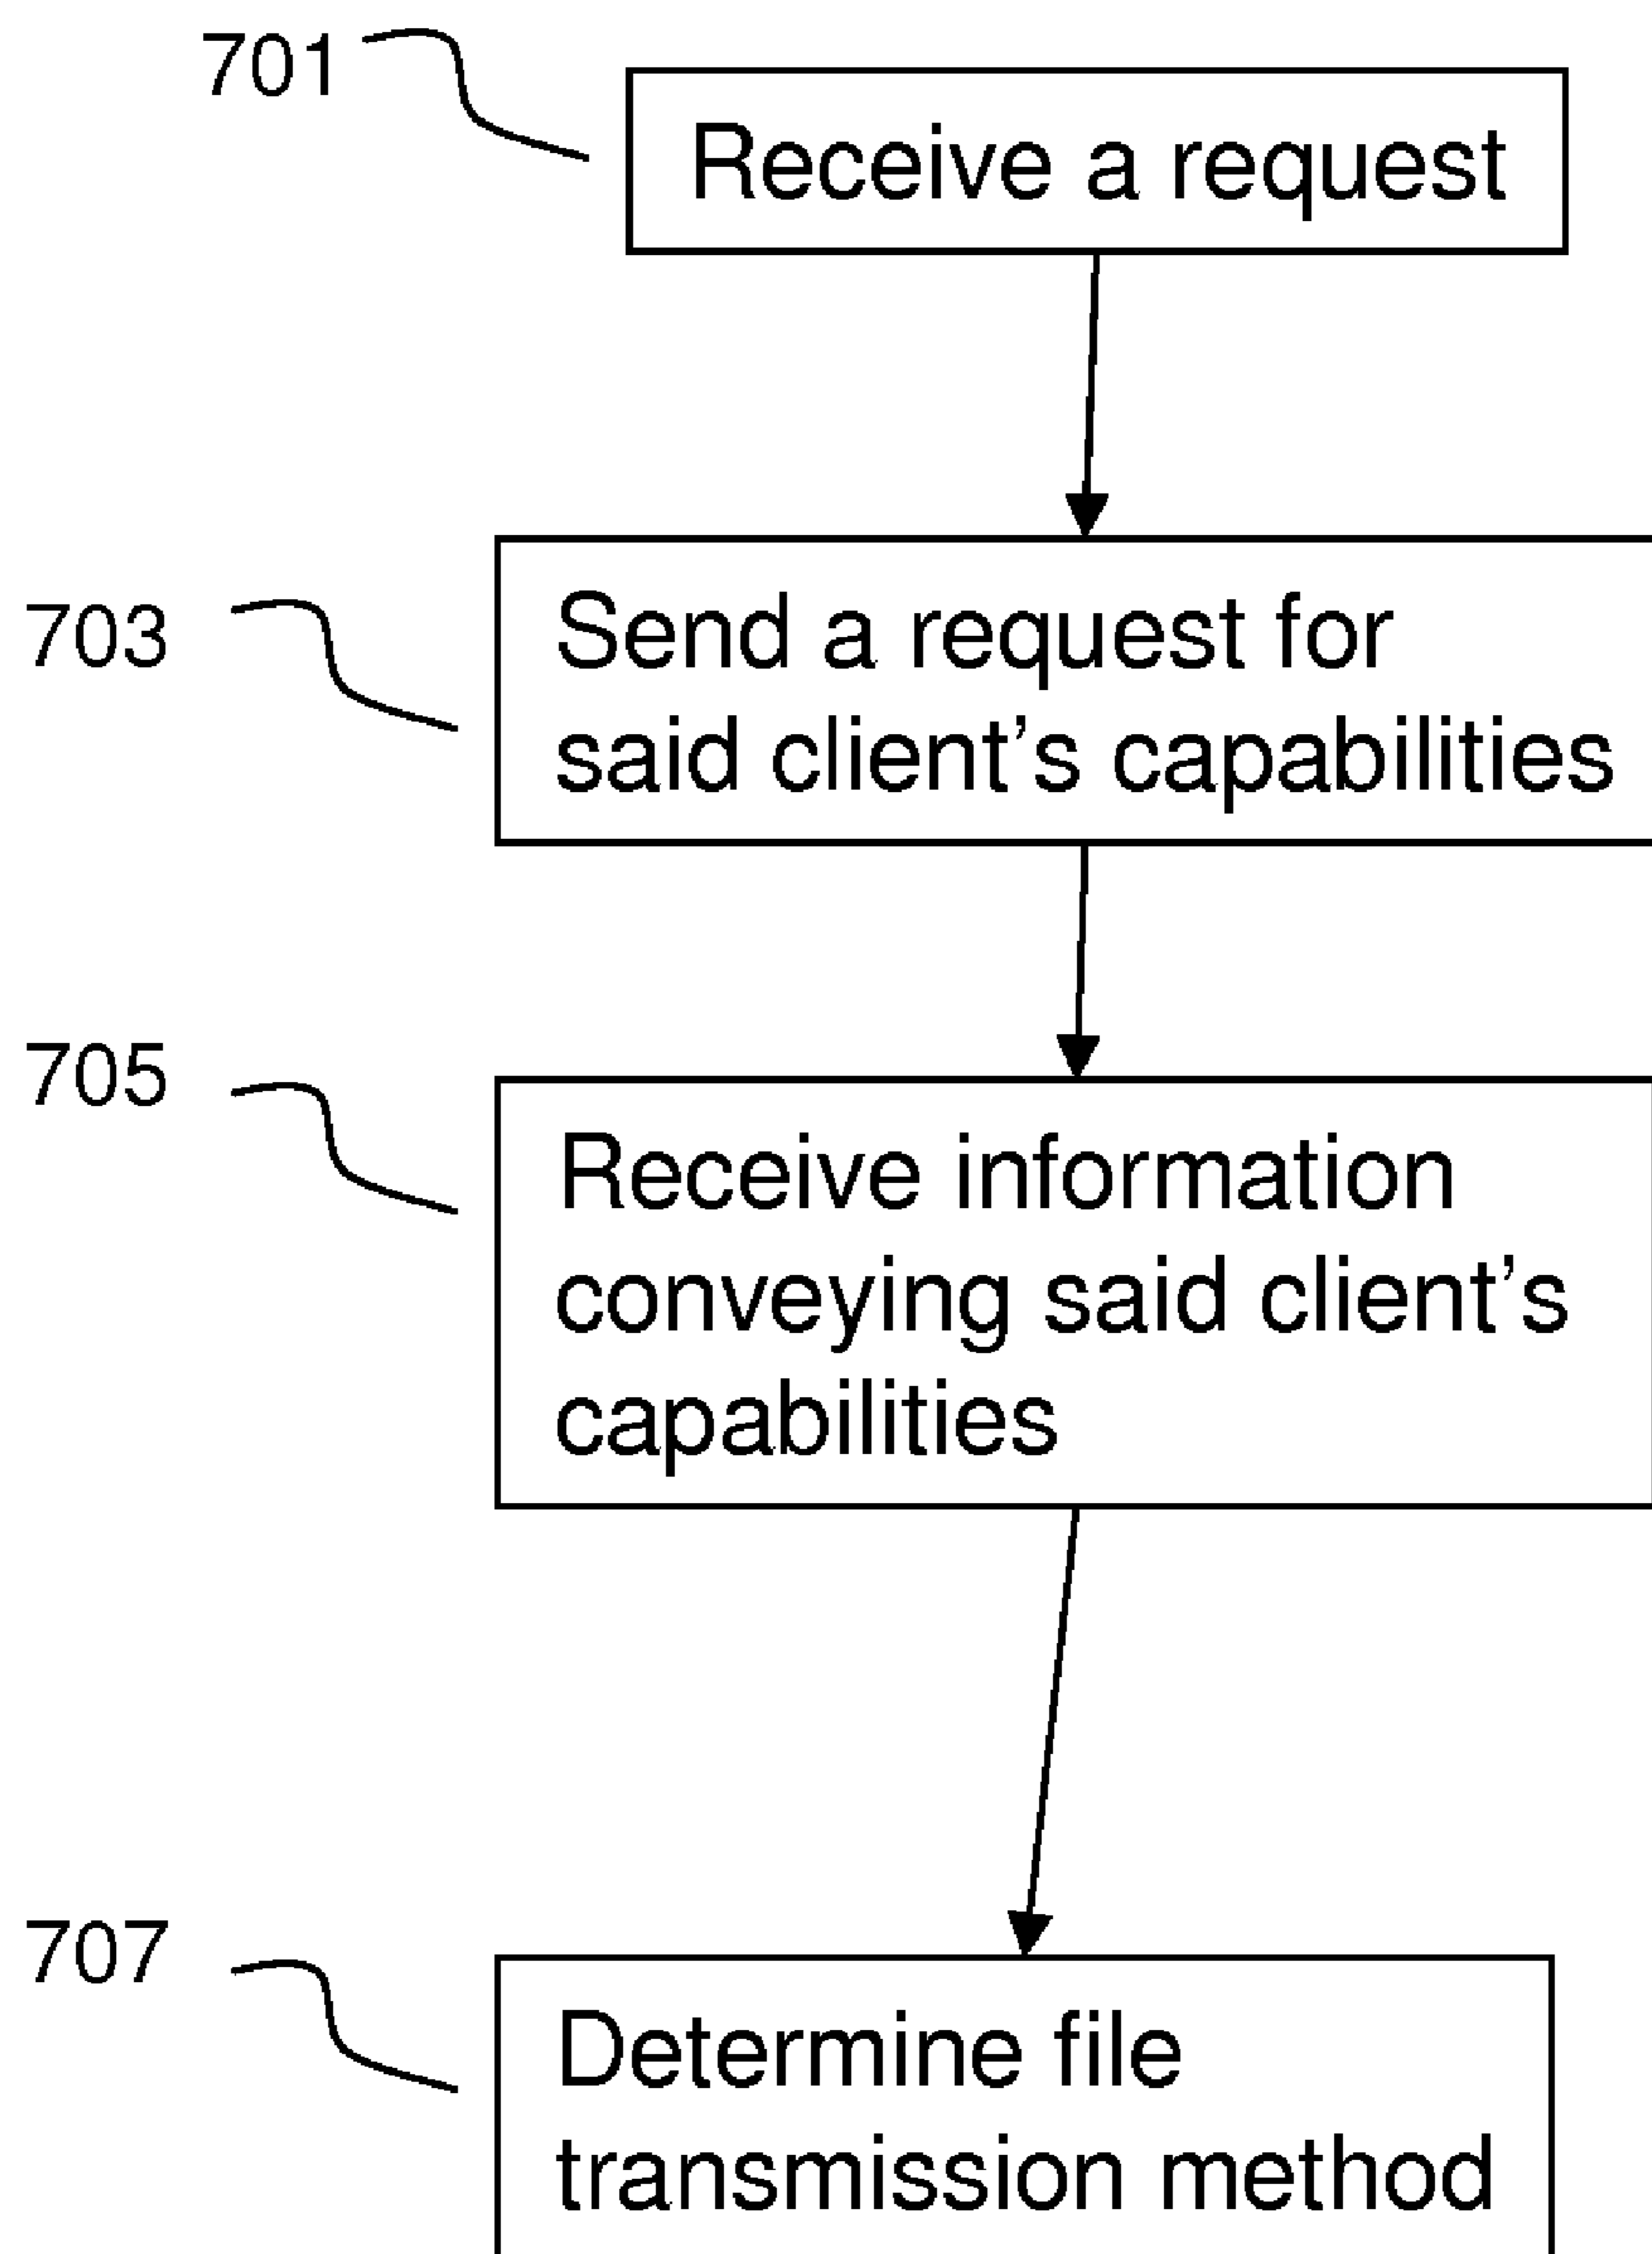 701
Receive a request
703
Send a request for
said client's capabilities
705
Receive information
conveying said client's
capabilities
707
Determine file
transmission method